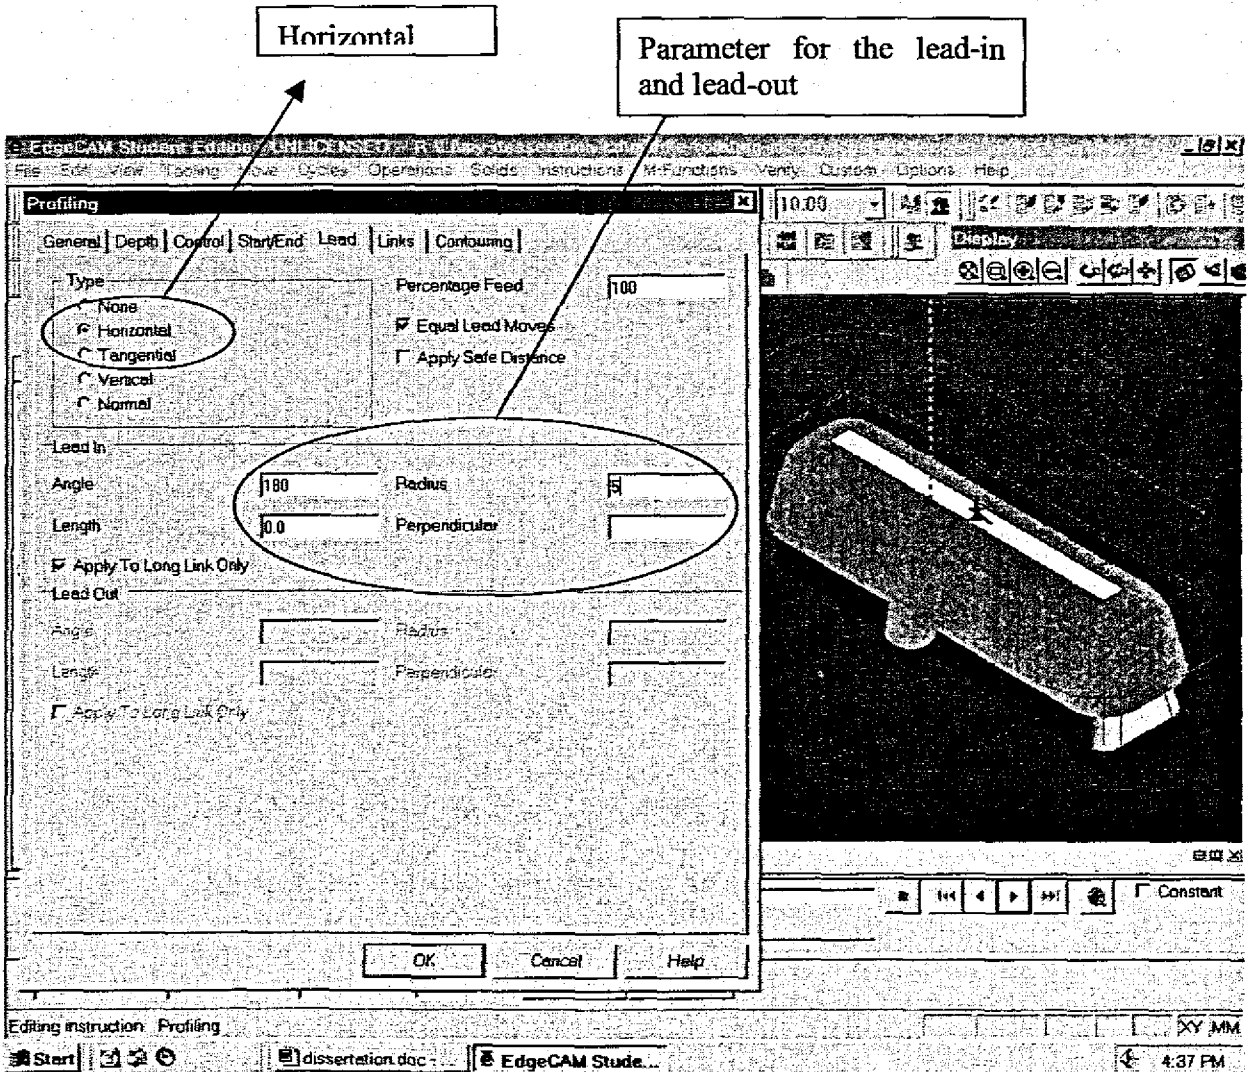 Horizontal
Parameter for the lead-in
and lead-out
EdgeCAM Student Edition - UNLICENSED -
File Edit View Tooling Move Cycles Operations Solids Instructions M-Functions Verify Custom Options Help
Profiling
10.00
General Depth Control Start/End Lead Links Contouring
Display
Type
None
Horizontal
Tangential
Vertical
Normal
Percentage Feed 100
Equal Lead Moves
Apply Safe Distance
Lead In
Angle 180 Radius 5
Length 0.0 Perpendicular
Apply To Long Link Only
Lead Out
Angle Radius
Length Perpendicular
Apply To Long Link Only
Constant
OK Cancel Help
Editing instruction: Profiling
XY MM
Start dissertation.doc - ... EdgeCAM Stude... 4:37 PM